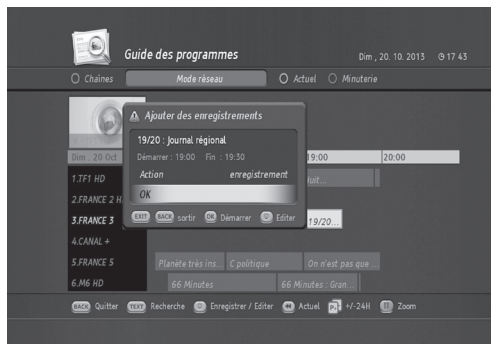 Guide des programmes
Dim , 20. 10. 2013 17 43
Chaînes Mode réseau Actuel Minuterie
Ajouter des enregistrements
19/20 : Journal régional
Démarrer : 19:00 Fin : 19:30
Action enregistrement
OK
EXIT BACK sortir OK Démarrer Editer
Dim . 20 Oct 19:00 20:00
1.TF1 HD
2.FRANCE 2 H
3.FRANCE 3 19/20...
4.CANAL +
5.FRANCE 5 Planète très ins... C politique On n'est pas que ...
6.M6 HD 66 Minutes 66 Minutes : Gran...
BACK Quitter TEXT Recherche Enregistrer / Editer Actuel +/-24H Zoom